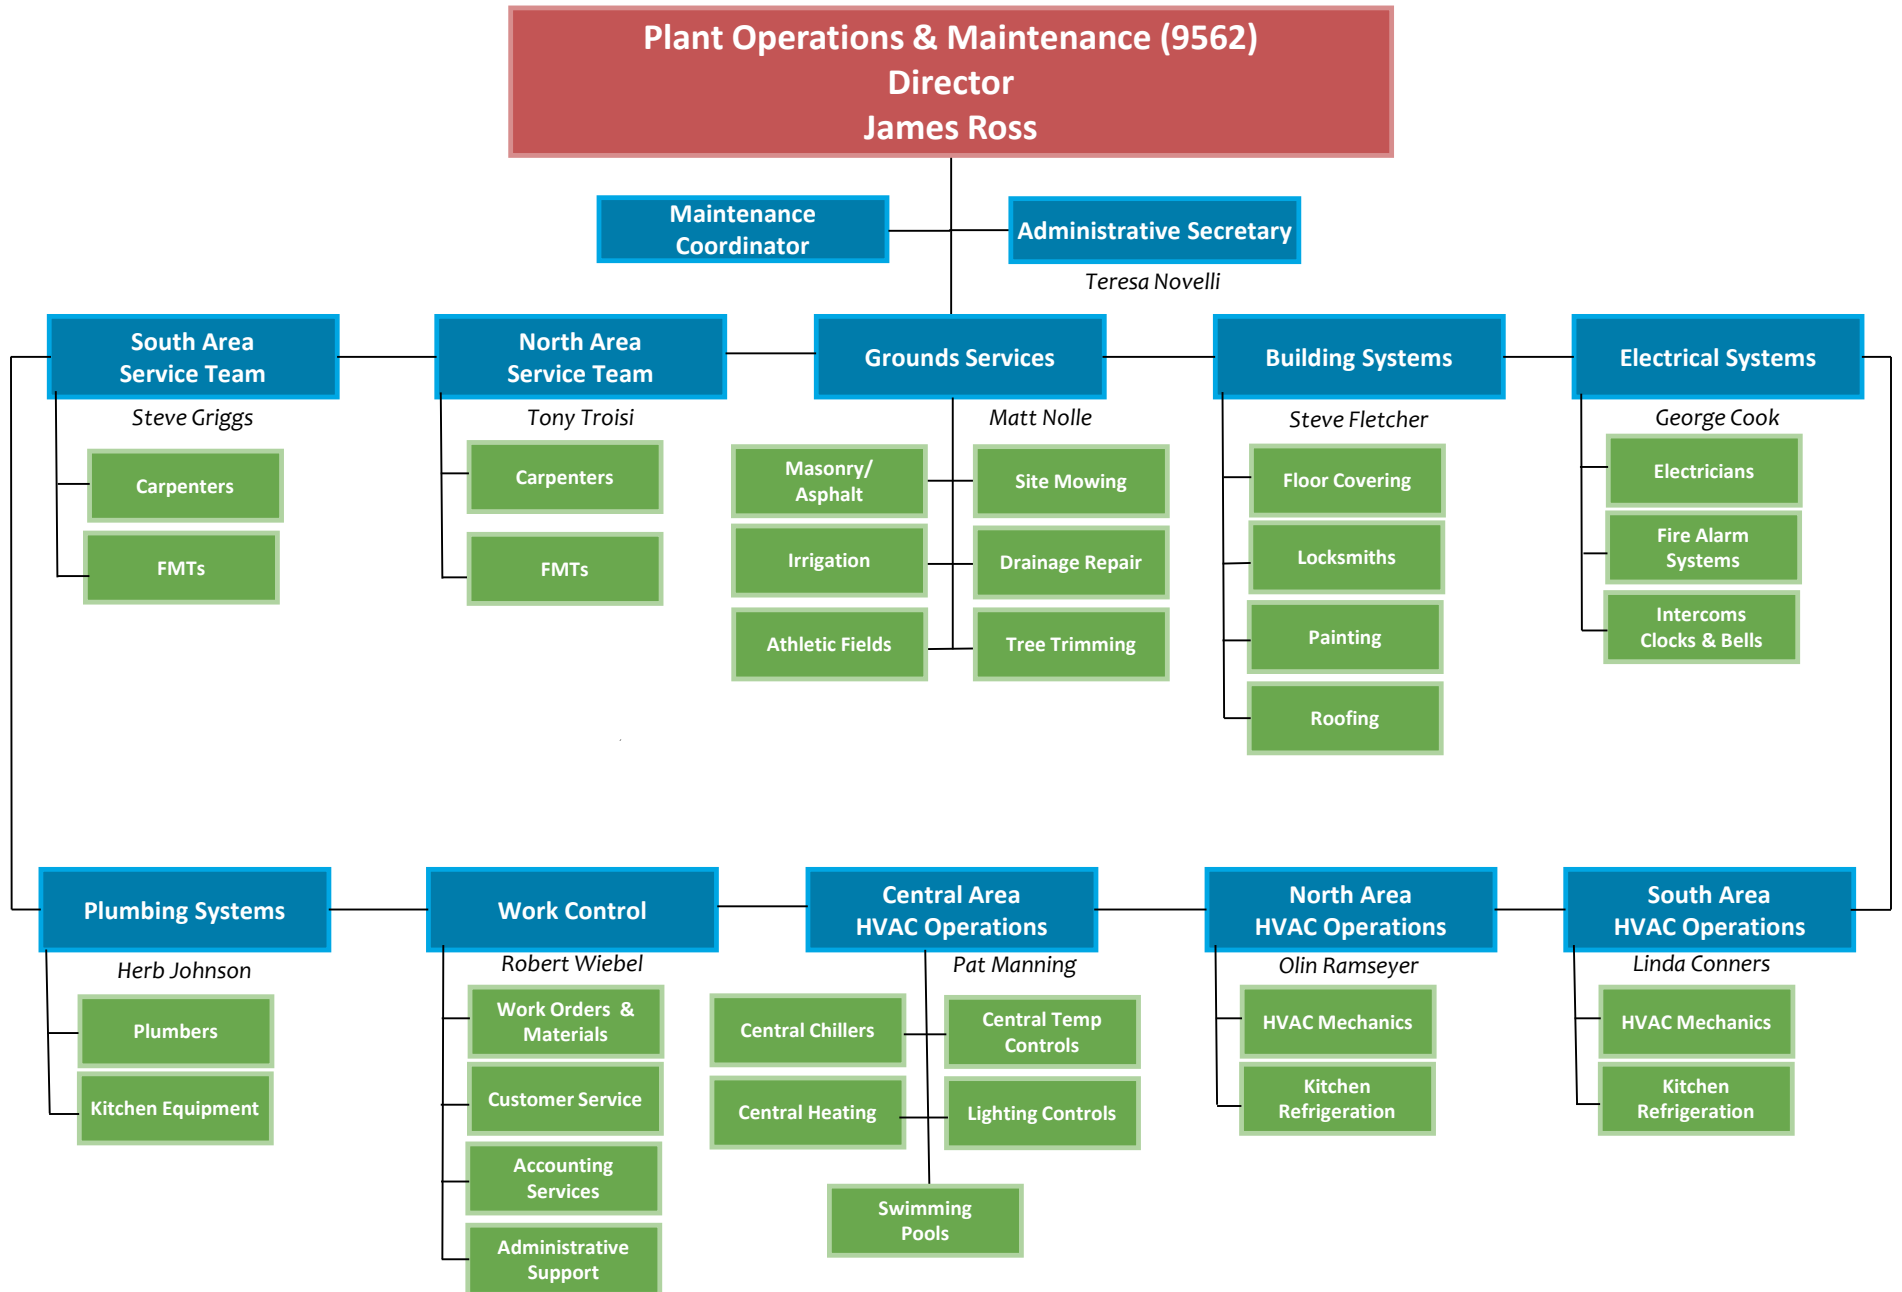 Plant Operations & Maintenance (9562)
Director
James Ross
Maintenance
Coordinator
Administrative Secretary
Teresa Novelli
South Area
Service Team
Steve Griggs
Carpenters
FMTs
North Area
Service Team
Tony Troisi
Carpenters
FMTs
Grounds Services
Matt Nolle
Masonry/
Asphalt
Site Mowing
Irrigation
Drainage Repair
Athletic Fields
Tree Trimming
Building Systems
Steve Fletcher
Floor Covering
Locksmiths
Painting
Roofing
Electrical Systems
George Cook
Electricians
Fire Alarm
Systems
Intercoms
Clocks & Bells
Plumbing Systems
Herb Johnson
Plumbers
Kitchen Equipment
Work Control
Robert Wiebel
Work Orders &
Materials
Customer Service
Accounting
Services
Administrative
Support
Central Area
HVAC Operations
Pat Manning
Central Chillers
Central Temp
Controls
Central Heating
Lighting Controls
Swimming
Pools
North Area
HVAC Operations
Olin Ramseyer
HVAC Mechanics
Kitchen
Refrigeration
South Area
HVAC Operations
Linda Conners
HVAC Mechanics
Kitchen
Refrigeration